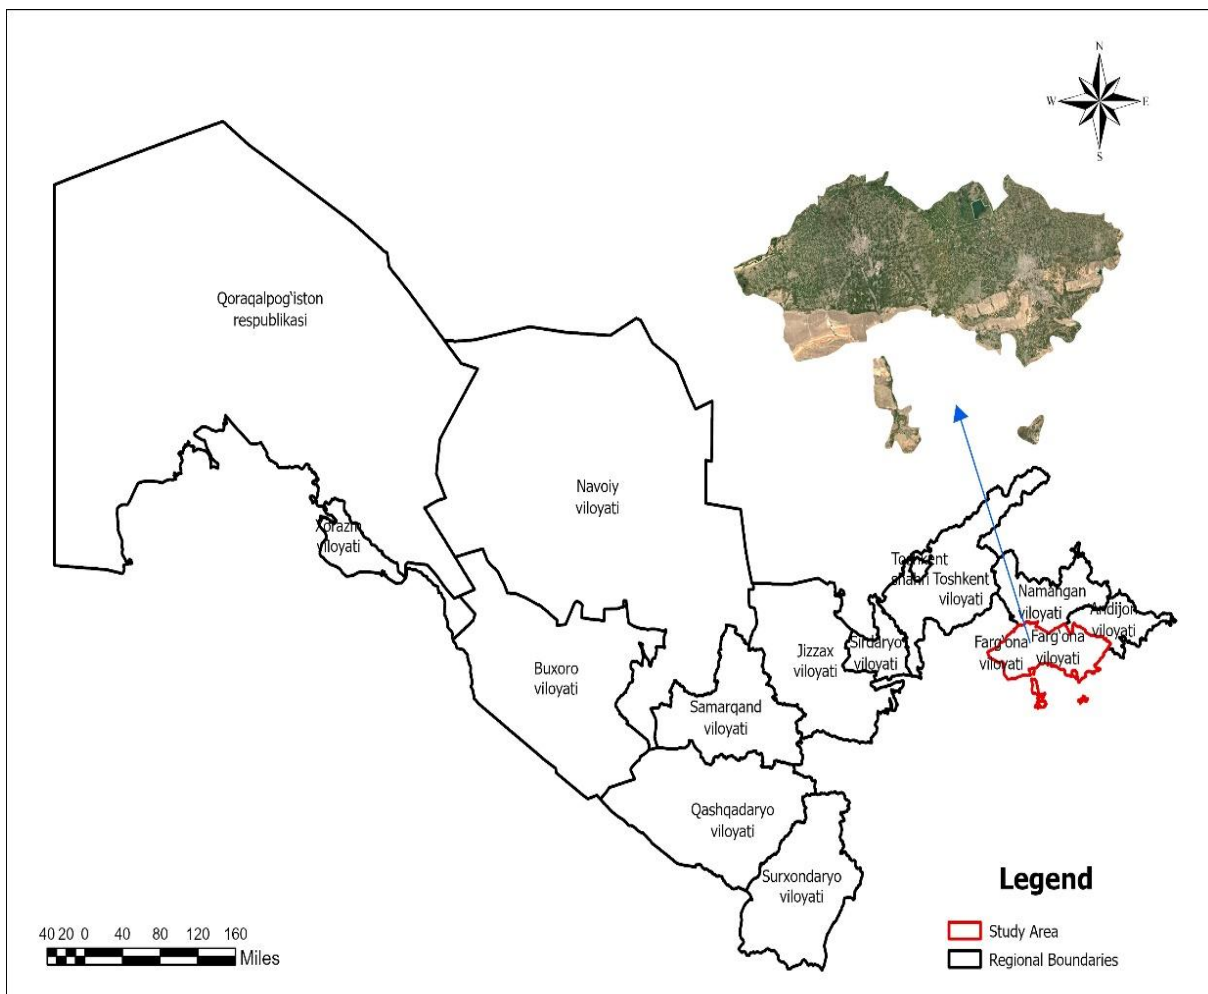 N
W E
S
Qoraqalpog‘iston
respublikasi
Navoiy
viloyati
Xorazm
viloyati
Toshkent
shahri
Toshkent
viloyati
Namangan
viloyati
Andijon
viloyati
Farg‘ona
viloyati
Farg‘ona
viloyati
Sirdaryo
viloyati
Jizzax
viloyati
Buxoro
viloyati
Samarqand
viloyati
Qashqadaryo
viloyati
Surxondaryo
viloyati
Legend
Study Area
Regional Boundaries
40 20 0 40 80 120 160
Miles